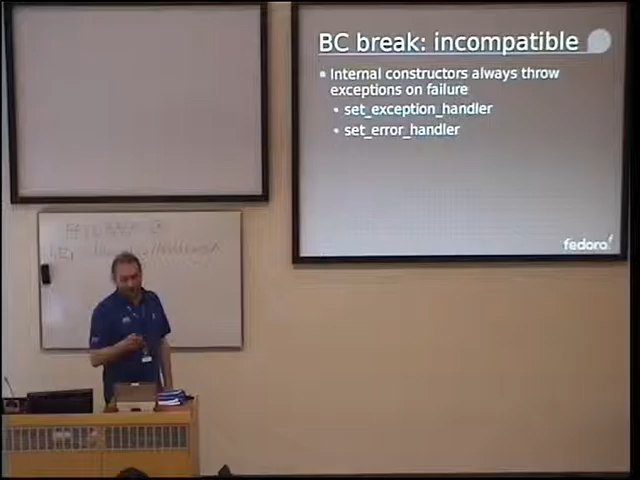 BC break: incompatible
Internal constructors always throw
exceptions on failure
set_exception_handler
set_error_handler
fedora